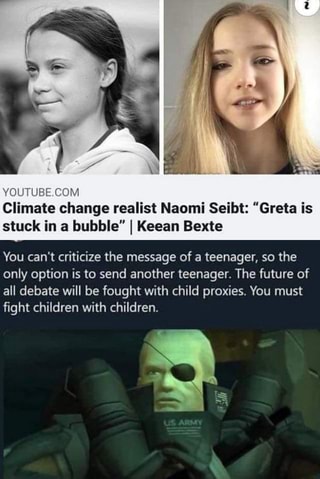 i
YOUTUBE.COM
Climate change realist Naomi Seibt: “Greta is
stuck in a bubble” | Keean Bexte
You can't criticize the message of a teenager, so the
only option is to send another teenager. The future of
all debate will be fought with child proxies. You must
fight children with children.
US ARMY